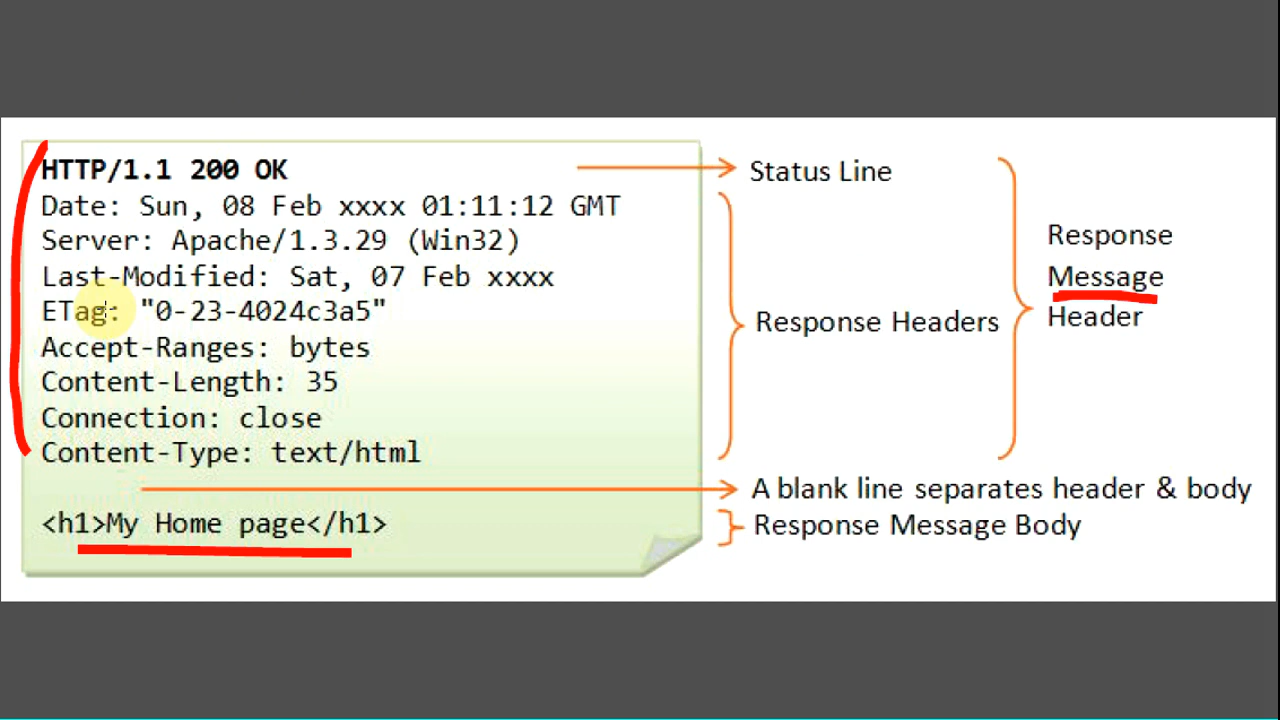 HTTP/1.1 200 OK
Date: Sun, 08 Feb xxxx 01:11:12 GMT
Server: Apache/1.3.29 (Win32)
Last-Modified: Sat, 07 Feb xxxx
ETag: "0-23-4024c3a5"
Accept-Ranges: bytes
Content-Length: 35
Connection: close
Content-Type: text/html
<h1>My Home page</h1>
Status Line
Response Headers
A blank line separates header & body
Response Message Body
Response
Message
Header